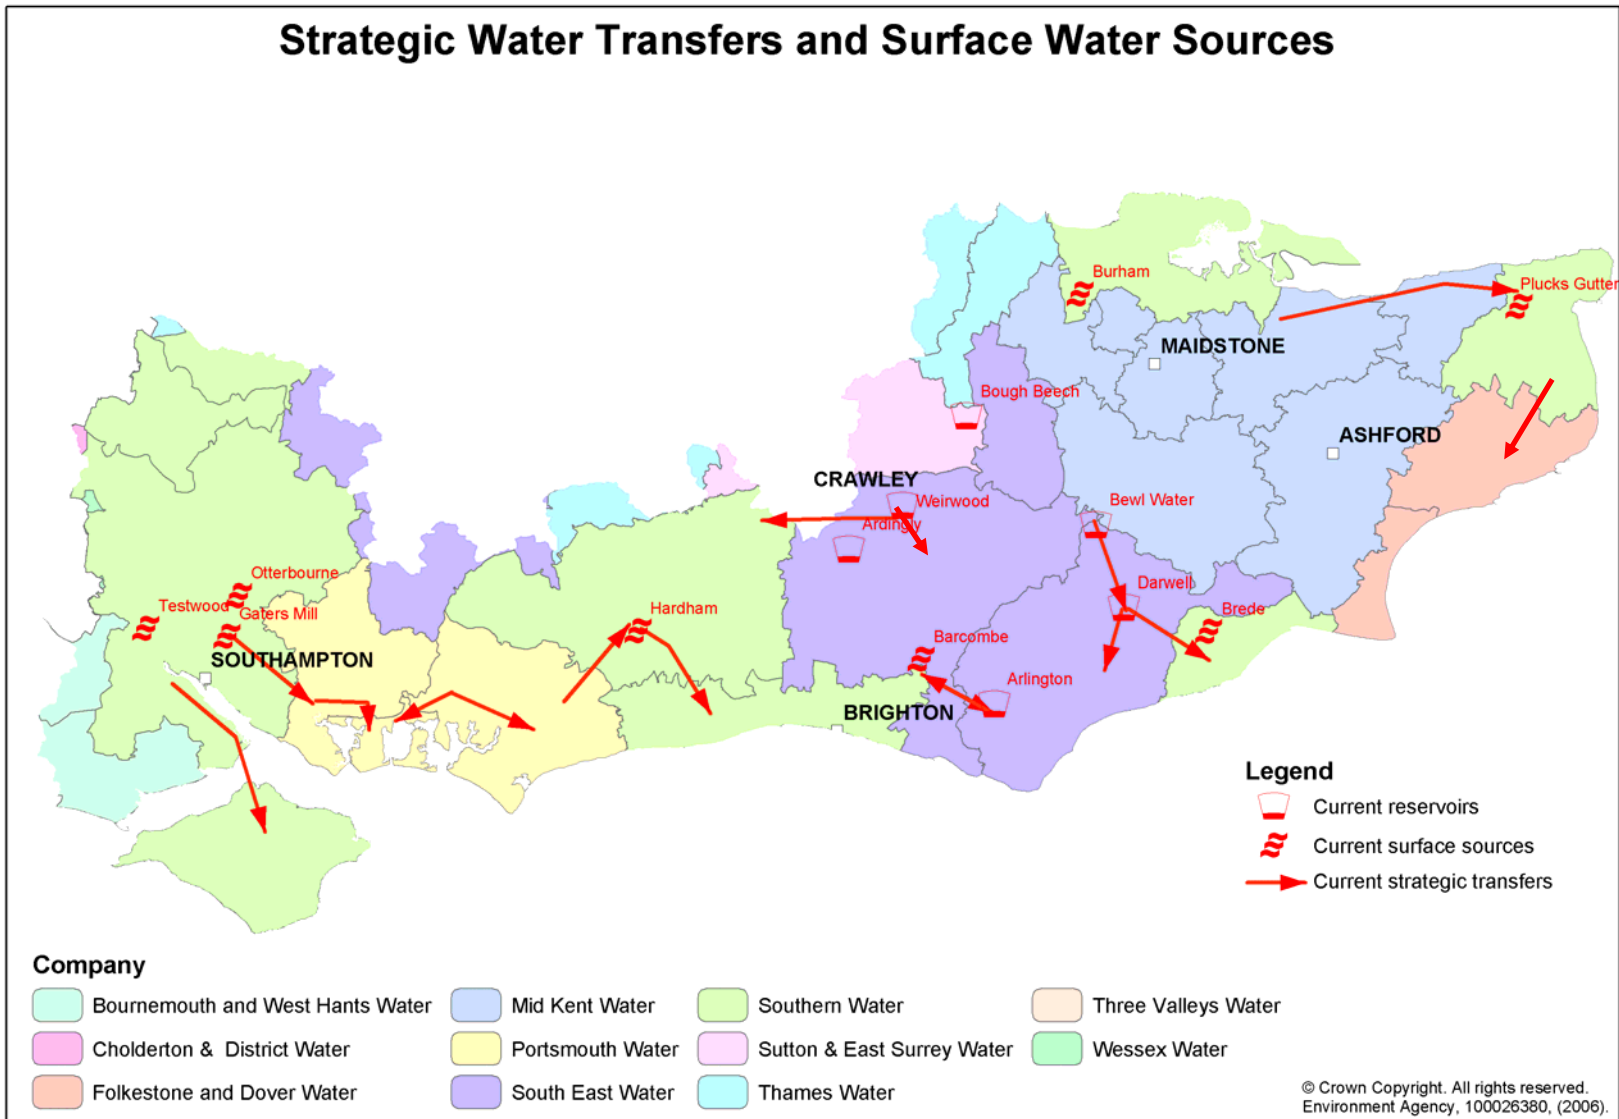 Strategic Water Transfers and Surface Water Sources
Burham
Plucks Gutter
MAIDSTONE
Bough Beech
ASHFORD
CRAWLEY
Weirwood
Bewl Water
Ardingly
Otterbourne
Darwell
Testwood
Gaters Mill
Hardham
Brede
Barcombe
SOUTHAMPTON
Arlington
BRIGHTON
Legend
Current reservoirs
Current surface sources
Current strategic transfers
Company
Bournemouth and West Hants Water
Mid Kent Water
Southern Water
Three Valleys Water
Cholderton & District Water
Portsmouth Water
Sutton & East Surrey Water
Wessex Water
Folkestone and Dover Water
South East Water
Thames Water
© Crown Copyright. All rights reserved.
Environment Agency, 100026380, (2006).